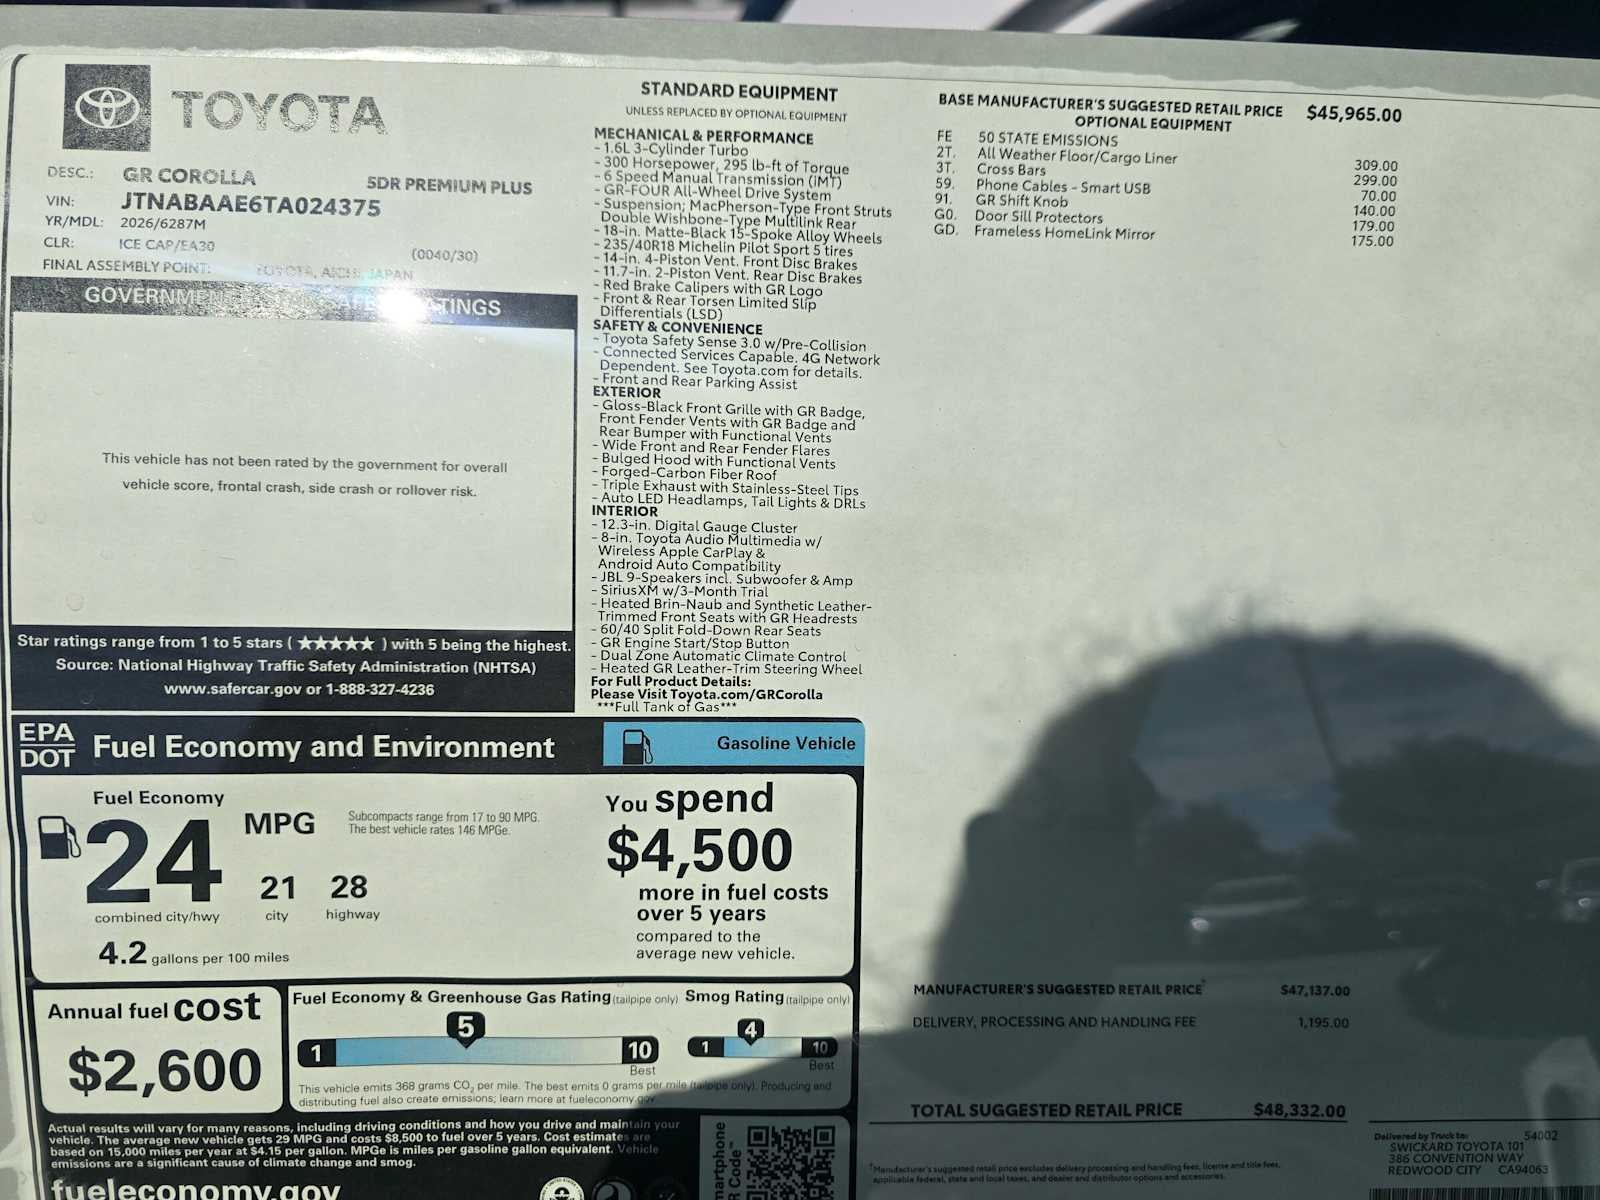 TOYOTA
DESC.: GR COROLLA 5DR PREMIUM PLUS
VIN: JTNABAAE6TA024375
YR/MDL: 2026/6287M
CLR: ICE CAP/EA30 (0040/30)
FINAL ASSEMBLY POINT: TOYOTA, AICHI, JAPAN
GOVERNMENT SAFETY RATINGS
This vehicle has not been rated by the government for overall
vehicle score, frontal crash, side crash or rollover risk.
Star ratings range from 1 to 5 stars ( ★★★★★ ) with 5 being the highest.
Source: National Highway Traffic Safety Administration (NHTSA)
www.safercar.gov or 1-888-327-4236
STANDARD EQUIPMENT
UNLESS REPLACED BY OPTIONAL EQUIPMENT
MECHANICAL & PERFORMANCE
- 1.6L 3-Cylinder Turbo
- 300 Horsepower, 295 lb-ft of Torque
- 6 Speed Manual Transmission (iMT)
- GR-FOUR All-Wheel Drive System
- Suspension; MacPherson-Type Front Struts
Double Wishbone-Type Multilink Rear
- 18-in. Matte-Black 15-Spoke Alloy Wheels
- 235/40R18 Michelin Pilot Sport 5 tires
- 14-in. 4-Piston Vent. Front Disc Brakes
- 11.7-in. 2-Piston Vent. Rear Disc Brakes
- Red Brake Calipers with GR Logo
- Front & Rear Torsen Limited Slip
Differentials (LSD)
SAFETY & CONVENIENCE
- Toyota Safety Sense 3.0 w/Pre-Collision
- Connected Services Capable. 4G Network
Dependent. See Toyota.com for details.
- Front and Rear Parking Assist
EXTERIOR
- Gloss-Black Front Grille with GR Badge,
Front Fender Vents with GR Badge and
Rear Bumper with Functional Vents
- Wide Front and Rear Fender Flares
- Bulged Hood with Functional Vents
- Forged-Carbon Fiber Roof
- Triple Exhaust with Stainless-Steel Tips
- Auto LED Headlamps, Tail Lights & DRLs
INTERIOR
- 12.3-in. Digital Gauge Cluster
- 8-in. Toyota Audio Multimedia w/
Wireless Apple CarPlay &
Android Auto Compatibility
- JBL 9-Speakers incl. Subwoofer & Amp
- SiriusXM w/3-Month Trial
- Heated Brin-Naub and Synthetic Leather-
Trimmed Front Seats with GR Headrests
- 60/40 Split Fold-Down Rear Seats
- GR Engine Start/Stop Button
- Dual Zone Automatic Climate Control
- Heated GR Leather-Trim Steering Wheel
For Full Product Details:
Please Visit Toyota.com/GRCorolla
***Full Tank of Gas***
BASE MANUFACTURER'S SUGGESTED RETAIL PRICE $45,965.00
OPTIONAL EQUIPMENT
FE 50 STATE EMISSIONS
2T. All Weather Floor/Cargo Liner 309.00
3T. Cross Bars 299.00
59. Phone Cables - Smart USB 70.00
91. GR Shift Knob 140.00
G0. Door Sill Protectors 179.00
GD. Frameless HomeLink Mirror 175.00
EPA
DOT
Fuel Economy and Environment
Gasoline Vehicle
Fuel Economy
24 MPG
combined city/hwy
21 city
28 highway
4.2 gallons per 100 miles
Subcompacts range from 17 to 90 MPG.
The best vehicle rates 146 MPGe.
You spend
$4,500
more in fuel costs
over 5 years
compared to the
average new vehicle.
Annual fuel cost
$2,600
Fuel Economy & Greenhouse Gas Rating (tailpipe only)
1 5 10
Best
Smog Rating (tailpipe only)
1 4 10
Best
This vehicle emits 368 grams CO2 per mile. The best emits 0 grams per mile (tailpipe only). Producing and
distributing fuel also create emissions; learn more at fueleconomy.gov.
Actual results will vary for many reasons, including driving conditions and how you drive and maintain your
vehicle. The average new vehicle gets 29 MPG and costs $8,500 to fuel over 5 years. Cost estimates are
based on 15,000 miles per year at $4.15 per gallon. MPGe is miles per gasoline gallon equivalent. Vehicle
emissions are a significant cause of climate change and smog.
fueleconomy.gov
MANUFACTURER'S SUGGESTED RETAIL PRICE† $47,137.00
DELIVERY, PROCESSING AND HANDLING FEE 1,195.00
TOTAL SUGGESTED RETAIL PRICE $48,332.00
†Manufacturer's suggested retail price excludes delivery processing and handling fees, license and title fees,
applicable federal, state and local taxes, and dealer and distributor options and accessories.
Delivered by Truck to: 54002
SWICKARD TOYOTA 101
386 CONVENTION WAY
REDWOOD CITY CA94063